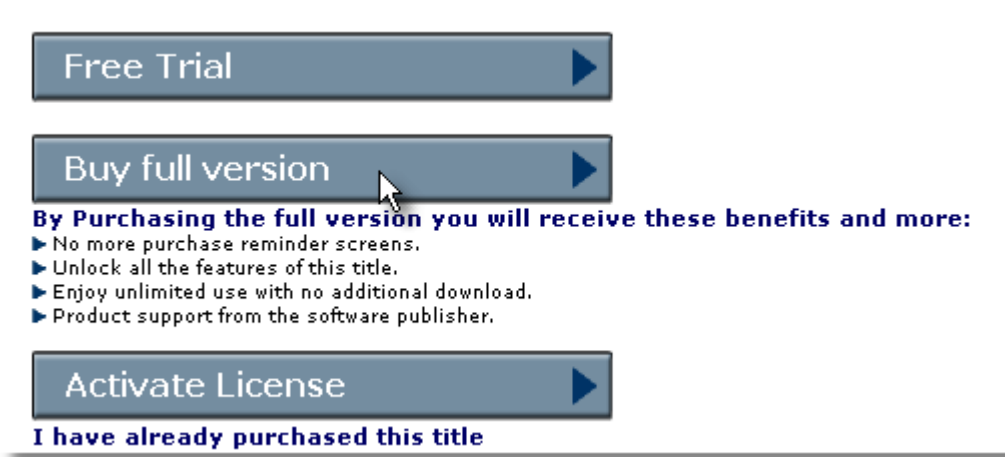 Free Trial
Buy full version
By Purchasing the full version you will receive these benefits and more:
No more purchase reminder screens.
Unlock all the features of this title.
Enjoy unlimited use with no additional download.
Product support from the software publisher.
Activate License
I have already purchased this title